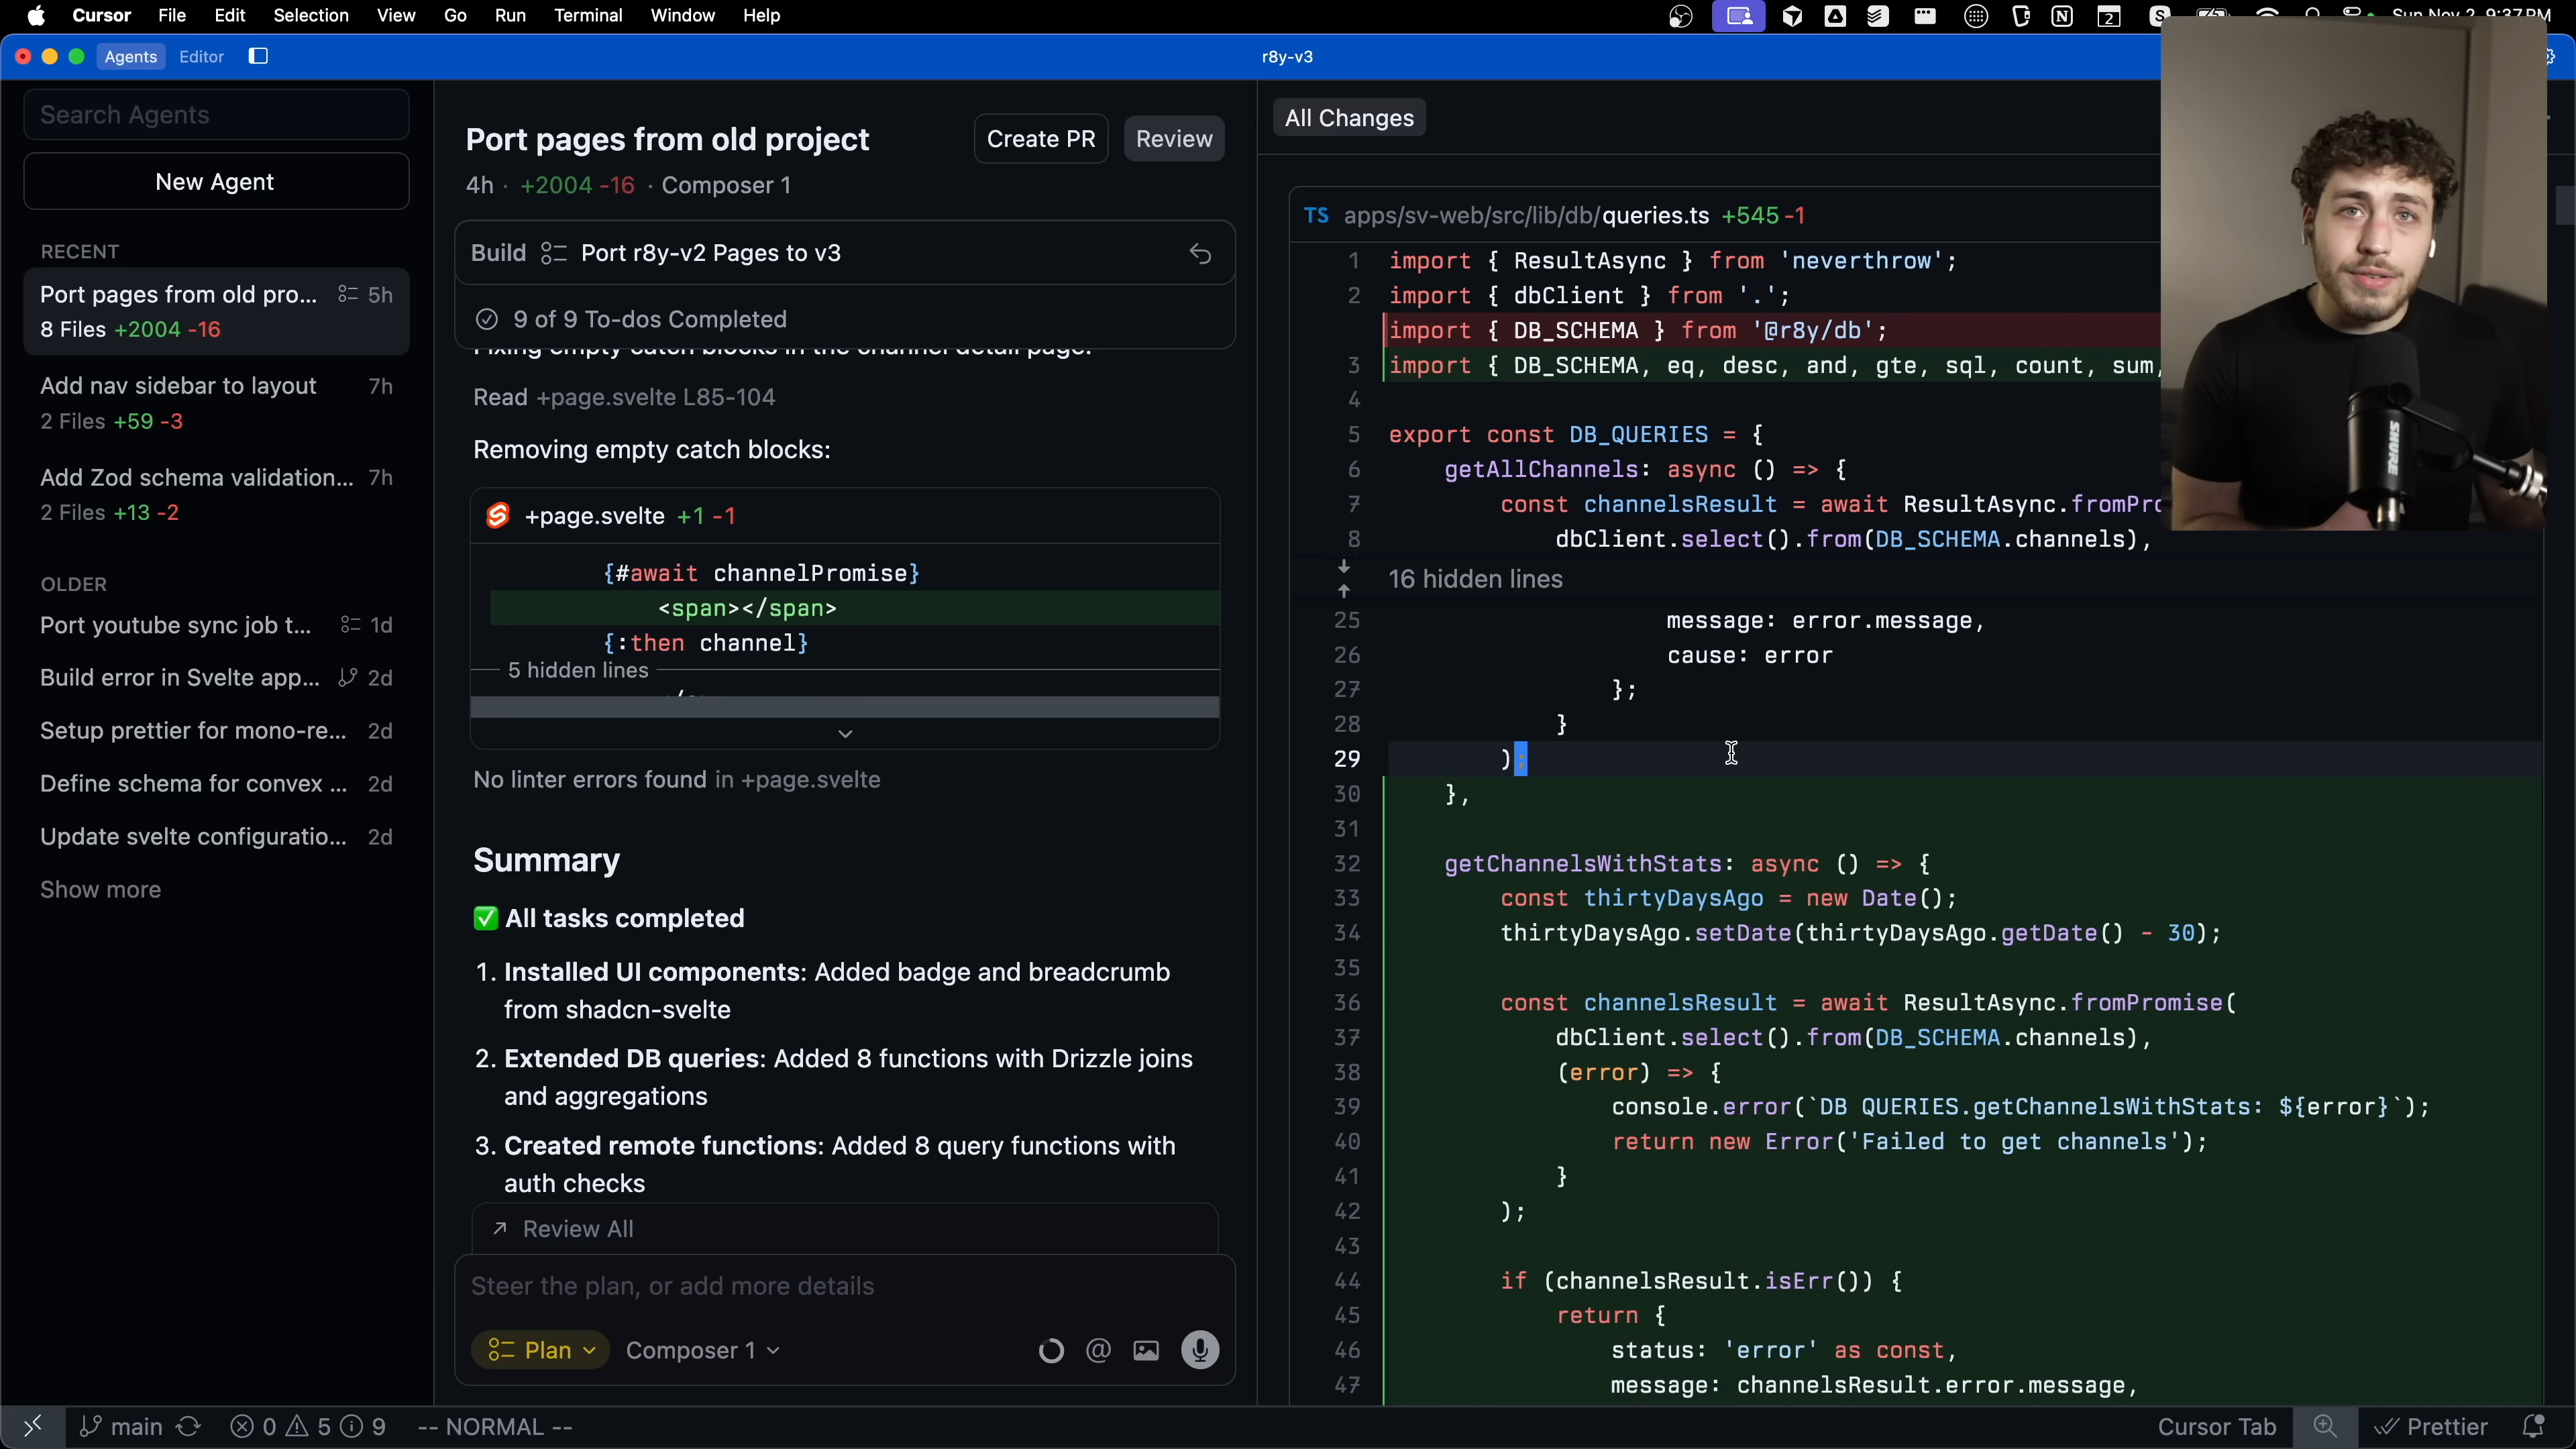 Cursor File Edit Selection View Go Run Terminal Window Help
Agents Editor
r8y-v3
Search Agents
New Agent
RECENT
Port pages from old pro... 5h
8 Files +2004 -16
Add nav sidebar to layout 7h
2 Files +59 -3
Add Zod schema validation... 7h
2 Files +13 -2
OLDER
Port youtube sync job t... 1d
Build error in Svelte app... 2d
Setup prettier for mono-re... 2d
Define schema for convex ... 2d
Update svelte configuratio... 2d
Show more
Port pages from old project
Create PR
Review
4h · +2004 -16 · Composer 1
Build Port r8y-v2 Pages to v3
9 of 9 To-dos Completed
Fixing empty catch blocks in the channel detail page.
Read +page.svelte L85-104
Removing empty catch blocks:
+page.svelte +1 -1
{#await channelPromise}
<span></span>
{:then channel}
5 hidden lines
No linter errors found in +page.svelte
Summary
✅ All tasks completed
1. Installed UI components: Added badge and breadcrumb
from shadcn-svelte
2. Extended DB queries: Added 8 functions with Drizzle joins
and aggregations
3. Created remote functions: Added 8 query functions with
auth checks
Review All
Steer the plan, or add more details
Plan Composer 1
All Changes
TS apps/sv-web/src/lib/db/queries.ts +545 -1
1 import { ResultAsync } from 'neverthrow';
2 import { dbClient } from '.';
import { DB_SCHEMA } from '@r8y/db';
3 import { DB_SCHEMA, eq, desc, and, gte, sql, count, sum,
4
5 export const DB_QUERIES = {
6 getAllChannels: async () => {
7 const channelsResult = await ResultAsync.fromPro
8 dbClient.select().from(DB_SCHEMA.channels),
16 hidden lines
25 message: error.message,
26 cause: error
27 };
28 }
29 );
30 },
31
32 getChannelsWithStats: async () => {
33 const thirtyDaysAgo = new Date();
34 thirtyDaysAgo.setDate(thirtyDaysAgo.getDate() - 30);
35
36 const channelsResult = await ResultAsync.fromPromise(
37 dbClient.select().from(DB_SCHEMA.channels),
38 (error) => {
39 console.error(`DB QUERIES.getChannelsWithStats: ${error}`);
40 return new Error('Failed to get channels');
41 }
42 );
43
44 if (channelsResult.isErr()) {
45 return {
46 status: 'error' as const,
47 message: channelsResult.error.message,
SHURE
main 0 5 9 -- NORMAL --
Cursor Tab Prettier